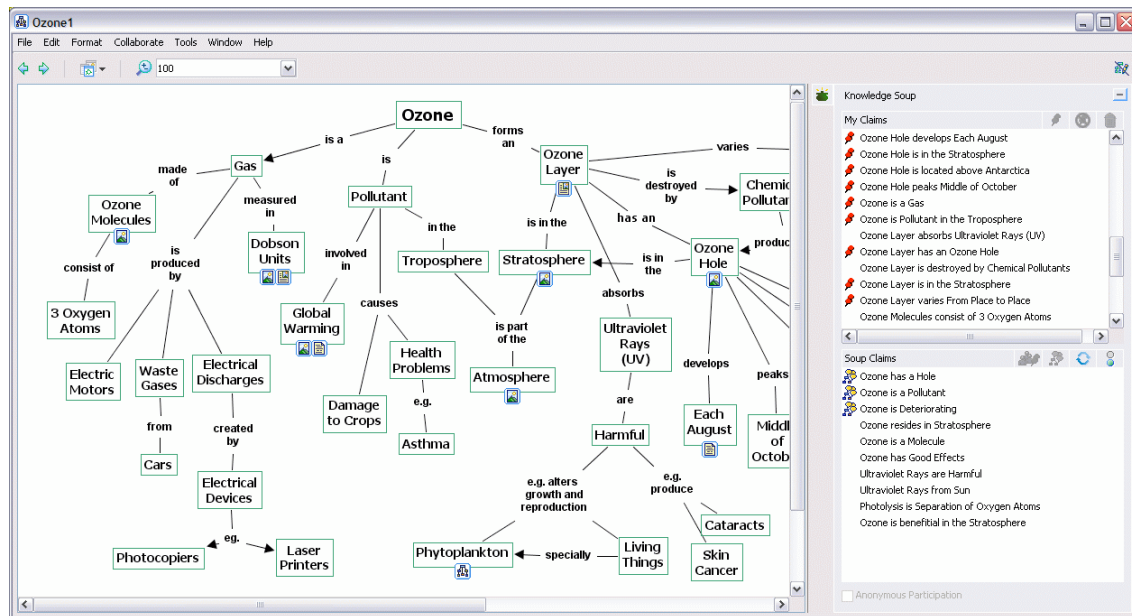 Ozone1
File Edit Format Collaborate Tools Window Help
100
Ozone
is a
is
forms
an
Gas
made
of
Ozone
Molecules
consist of
3 Oxygen
Atoms
is
produced
by
Electric
Motors
Waste
Gases
from
Cars
Electrical
Discharges
created
by
Electrical
Devices
eg.
Photocopiers
Laser
Printers
measured
in
Dobson
Units
Pollutant
involved
in
Global
Warming
causes
Damage
to Crops
Health
Problems
e.g.
Asthma
in the
Troposphere
is part
of the
Atmosphere
Ozone
Layer
is in the
Stratosphere
absorbs
Ultraviolet
Rays
(UV)
are
Harmful
e.g. alters
growth and
reproduction
Phytoplankton
specially
Living
Things
e.g.
produce
Skin
Cancer
Cataracts
varies
is
destroyed
by
Chemic
Pollutan
produc
has an
Ozone
Hole
is in
the
develops
Each
August
peaks
Middl
of
Octob
Knowledge Soup
My Claims
Ozone Hole develops Each August
Ozone Hole is in the Stratosphere
Ozone Hole is located above Antarctica
Ozone Hole peaks Middle of October
Ozone is a Gas
Ozone is Pollutant in the Troposphere
Ozone Layer absorbs Ultraviolet Rays (UV)
Ozone Layer has an Ozone Hole
Ozone Layer is destroyed by Chemical Pollutants
Ozone Layer is in the Stratosphere
Ozone Layer varies From Place to Place
Ozone Molecules consist of 3 Oxygen Atoms
Soup Claims
Ozone has a Hole
Ozone is a Pollutant
Ozone is Deteriorating
Ozone resides in Stratosphere
Ozone is a Molecule
Ozone has Good Effects
Ultraviolet Rays are Harmful
Ultraviolet Rays from Sun
Photolysis is Separation of Oxygen Atoms
Ozone is benefitial in the Stratosphere
Anonymous Participation